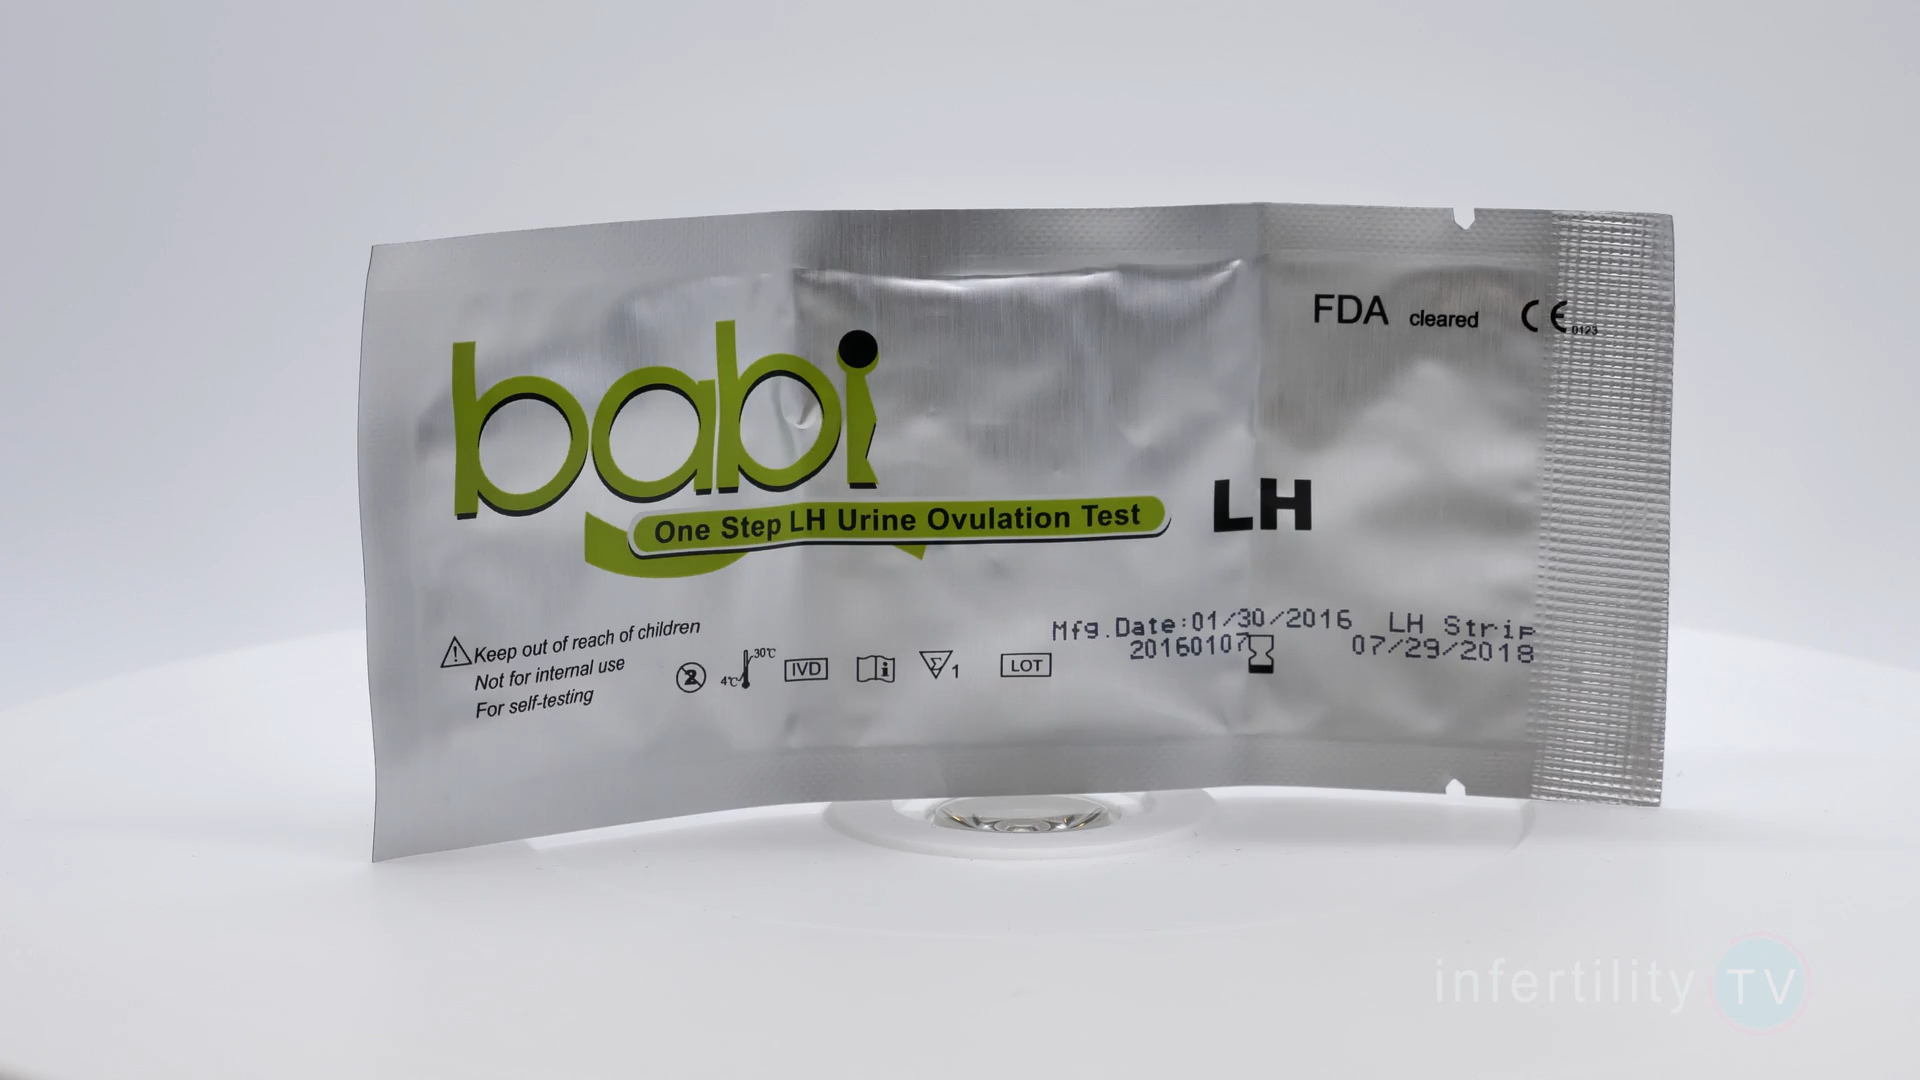 FDA cleared CE 0123
babi
One Step LH Urine Ovulation Test
LH
Mfg.Date:01/30/2016 LH Strip
20160107 07/29/2018
Keep out of reach of children
Not for internal use
For self-testing
2
4℃ 30℃
IVD
i
Σ 1
LOT
infertility TV